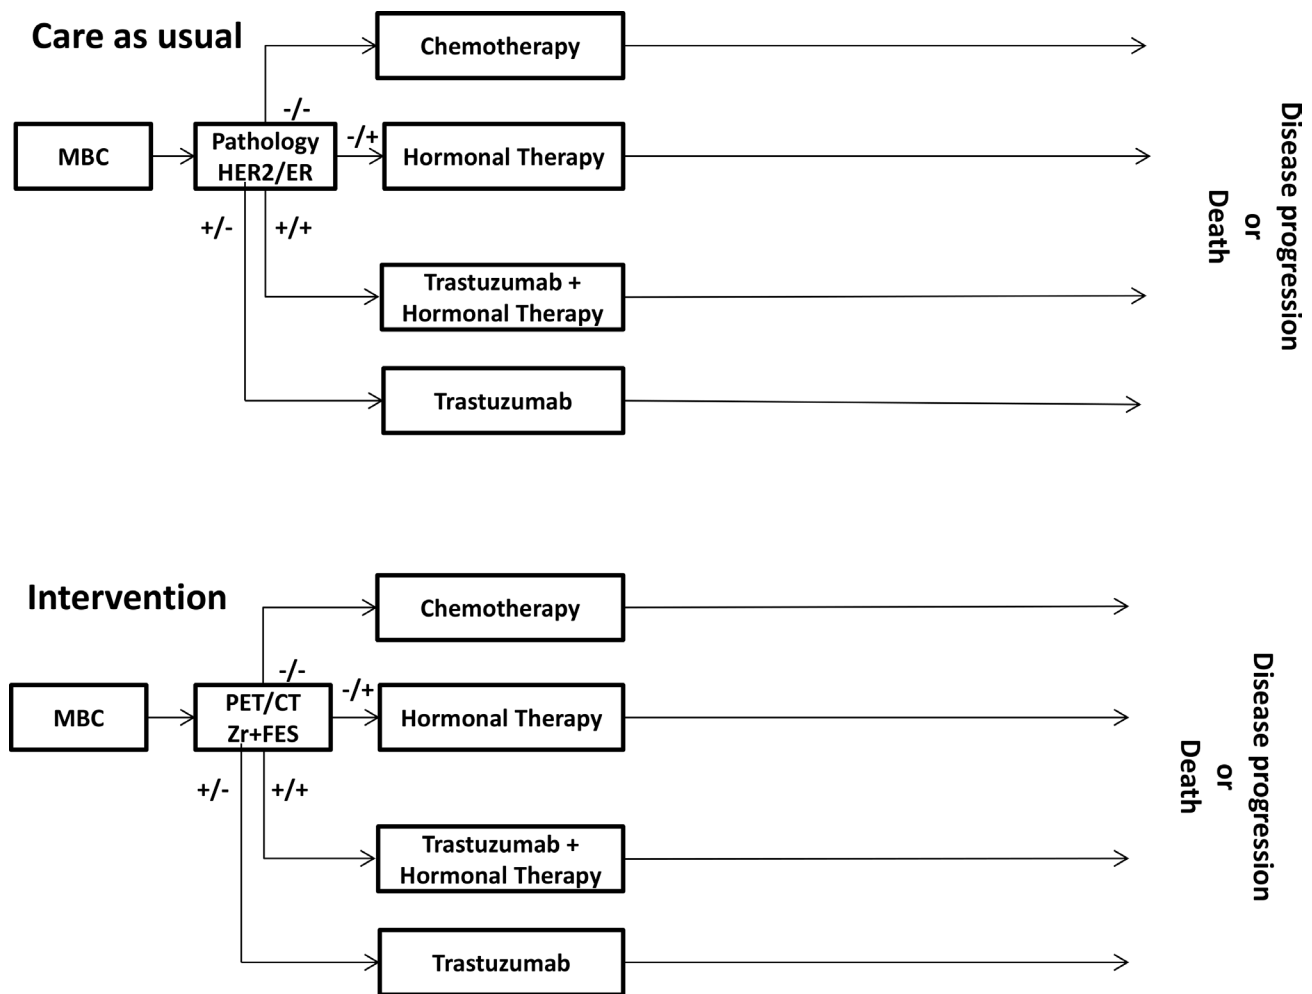 Care as usual
Chemotherapy
-/-
MBC
Pathology
HER2/ER
-/+
Hormonal Therapy
+/-
+/+
Trastuzumab +
Hormonal Therapy
Trastuzumab
Disease progression
or
Death
Intervention
Chemotherapy
-/-
MBC
PET/CT
Zr+FES
-/+
Hormonal Therapy
+/-
+/+
Trastuzumab +
Hormonal Therapy
Trastuzumab
Disease progression
or
Death